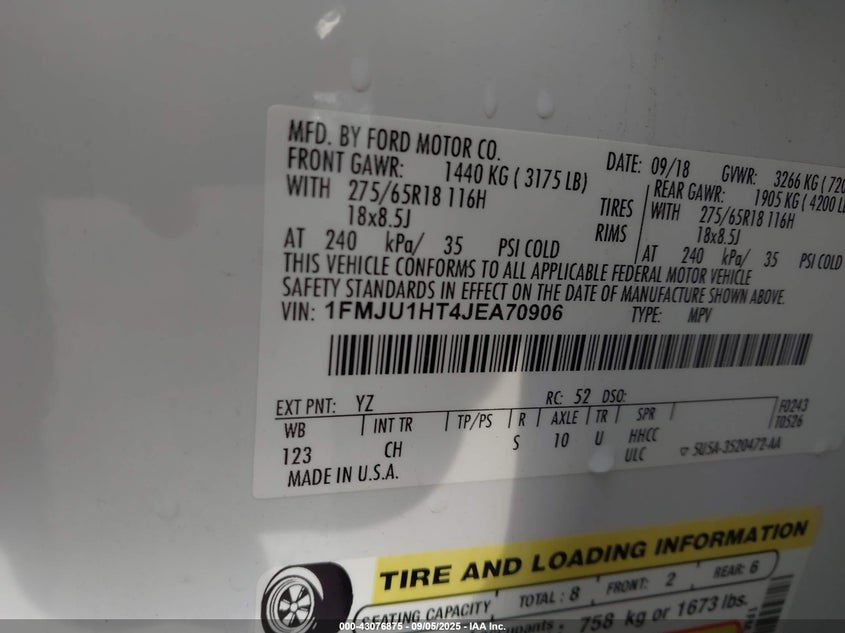 MFD. BY FORD MOTOR CO.
DATE: 09/18 GVWR: 3266 KG (720
FRONT GAWR: 1440 KG ( 3175 LB)
REAR GAWR: 1905 KG ( 4200 LB
WITH 275/65R18 116H TIRES
WITH 275/65R18 116H
18x8.5J RIMS
18x8.5J
AT 240 kPa/ 35 PSI COLD
AT 240 kPa/ 35 PSI COLD
THIS VEHICLE CONFORMS TO ALL APPLICABLE FEDERAL MOTOR VEHICLE
SAFETY STANDARDS IN EFFECT ON THE DATE OF MANUFACTURE SHOWN ABOVE.
VIN: 1FMJU1HT4JEA70906 TYPE: MPV
EXT PNT: YZ RC: 52 DSO:
WB INT TR TP/PS R AXLE TR SPR
F0243
T0526
123 CH S 10 U HHCC
ULC
5U5A-3520472-AA
MADE IN U.S.A.
TIRE AND LOADING INFORMATION
SEATING CAPACITY TOTAL : 8 FRONT: 2 REAR: 6
758 kg or 1673 lbs.
000-43076875 - 09/05/2025 - IAA Inc.